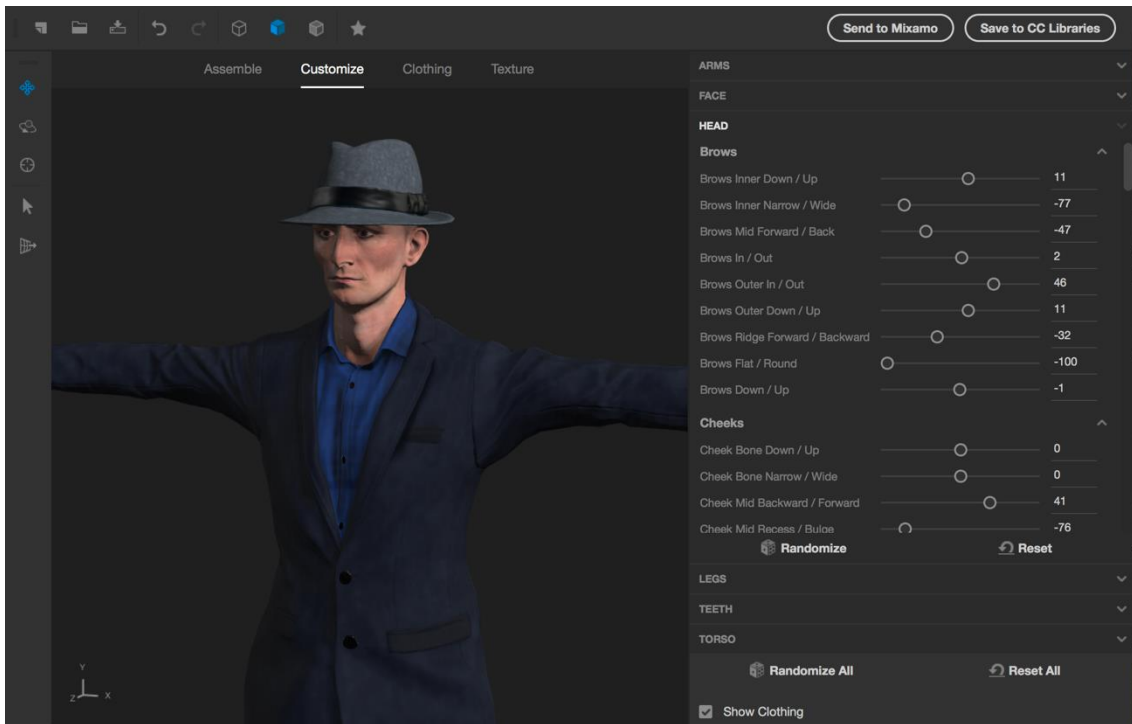 Send to Mixamo
Save to CC Libraries
Assemble
Customize
Clothing
Texture
ARMS
FACE
HEAD
Brows
Brows Inner Down / Up 11
Brows Inner Narrow / Wide -77
Brows Mid Forward / Back -47
Brows In / Out 2
Brows Outer In / Out 46
Brows Outer Down / Up 11
Brows Ridge Forward / Backward -32
Brows Flat / Round -100
Brows Down / Up -1
Cheeks
Cheek Bone Down / Up 0
Cheek Bone Narrow / Wide 0
Cheek Mid Backward / Forward 41
Cheek Mid Recess / Bulge -76
Randomize
Reset
LEGS
TEETH
TORSO
Randomize All
Reset All
Show Clothing
Y
Z X